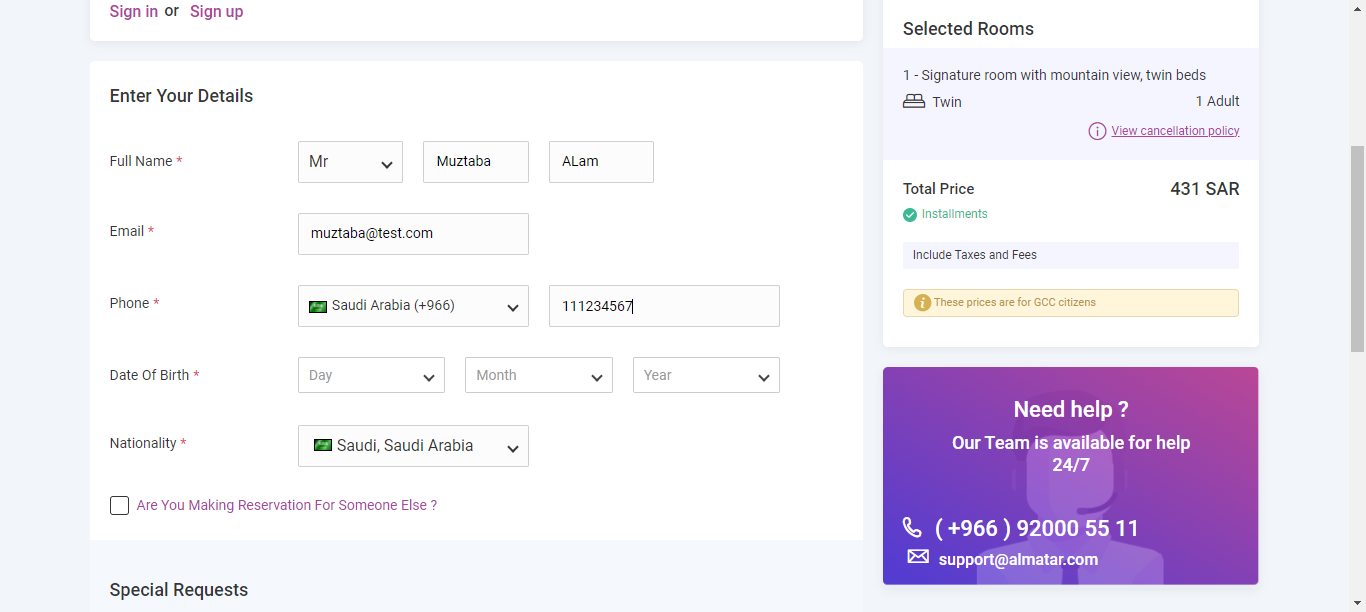 Sign in or Sign up
Enter Your Details
Full Name * Mr Muztaba ALam
Email * muztaba@test.com
Phone * Saudi Arabia (+966) 111234567
Date Of Birth * Day Month Year
Nationality * Saudi, Saudi Arabia
Are You Making Reservation For Someone Else ?
Special Requests
Selected Rooms
1 - Signature room with mountain view, twin beds
Twin 1 Adult
i View cancellation policy
Total Price 431 SAR
Installments
Include Taxes and Fees
i These prices are for GCC citizens
Need help ?
Our Team is available for help
24/7
( +966 ) 92000 55 11
support@almatar.com